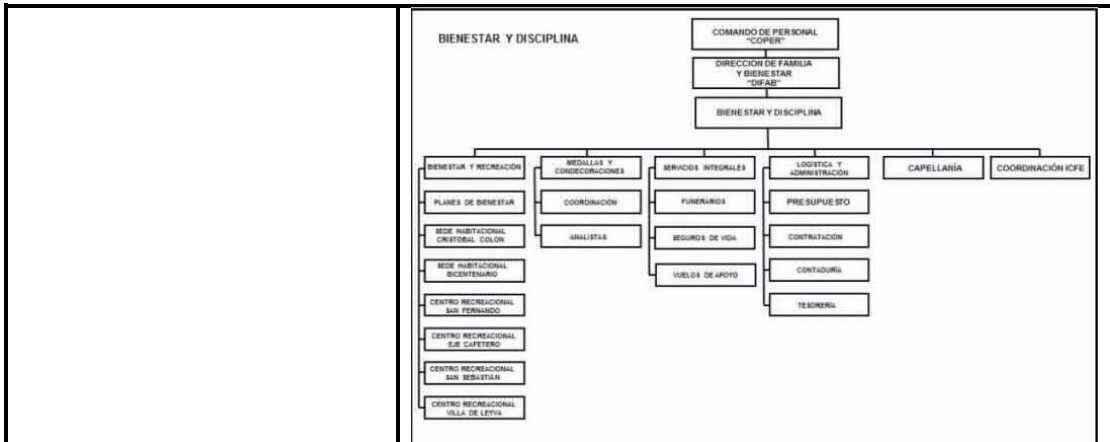 BIENESTAR Y DISCIPLINA
COMANDO DE PERSONAL
"COPER"
DIRECCIÓN DE FAMILIA
Y BIENESTAR
"DIFAB"
BIENESTAR Y DISCIPLINA
BIENESTAR Y RECREACIÓN
PLANES DE BIENESTAR
SEDE HABITACIONAL
CRISTÓBAL COLON
SEDE HABITACIONAL
BICENTENARIO
CENTRO RECREACIONAL
SAN FERNANDO
CENTRO RECREACIONAL
EJE CAFETERO
CENTRO RECREACIONAL
SAN SEBASTIÁN
CENTRO RECREACIONAL
VILLA DE LEYVA
MEDALLAS Y
CONDECORACIONES
COORDINACIÓN
ANALISTAS
SERVICIOS INTEGRALES
FUNERARIOS
SEGUROS DE VIDA
VUELOS DE APOYO
LOGÍSTICA Y
ADMINISTRACIÓN
PRESUPUESTO
CONTRATACIÓN
CONTADURÍA
TESORERÍA
CAPELLANÍA
COORDINACIÓN ICFE